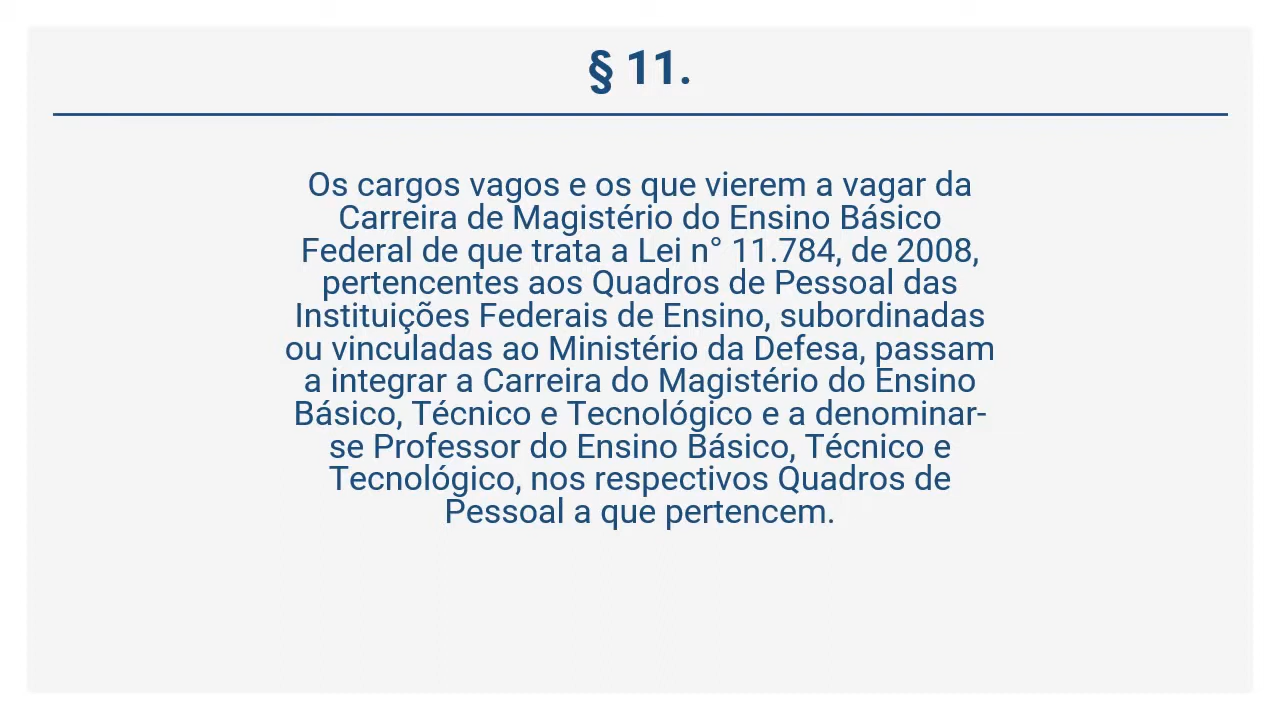 § 11.
Os cargos vagos e os que vierem a vagar da
Carreira de Magistério do Ensino Básico
Federal de que trata a Lei n° 11.784, de 2008,
pertencentes aos Quadros de Pessoal das
Instituições Federais de Ensino, subordinadas
ou vinculadas ao Ministério da Defesa, passam
a integrar a Carreira do Magistério do Ensino
Básico, Técnico e Tecnológico e a denominar-
se Professor do Ensino Básico, Técnico e
Tecnológico, nos respectivos Quadros de
Pessoal a que pertencem.